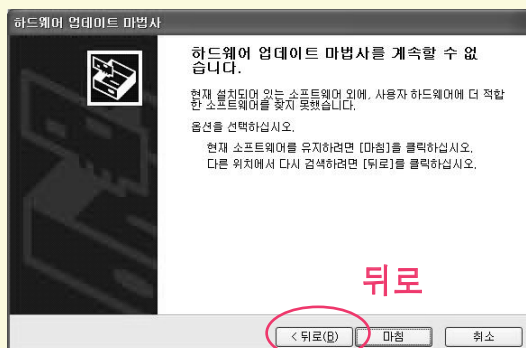 하드웨어 업데이트 마법사
하드웨어 업데이트 마법사를 계속할 수 없
습니다.
현재 설치되어 있는 소프트웨어 외에, 사용자 하드웨어에 더 적합
한 소프트웨어를 찾지 못했습니다.
옵션을 선택하십시오.
현재 소프트웨어를 유지하려면 [마침]을 클릭하십시오.
다른 위치에서 다시 검색하려면 [뒤로]를 클릭하십시오.
뒤로
< 뒤로(B) 마침 취소